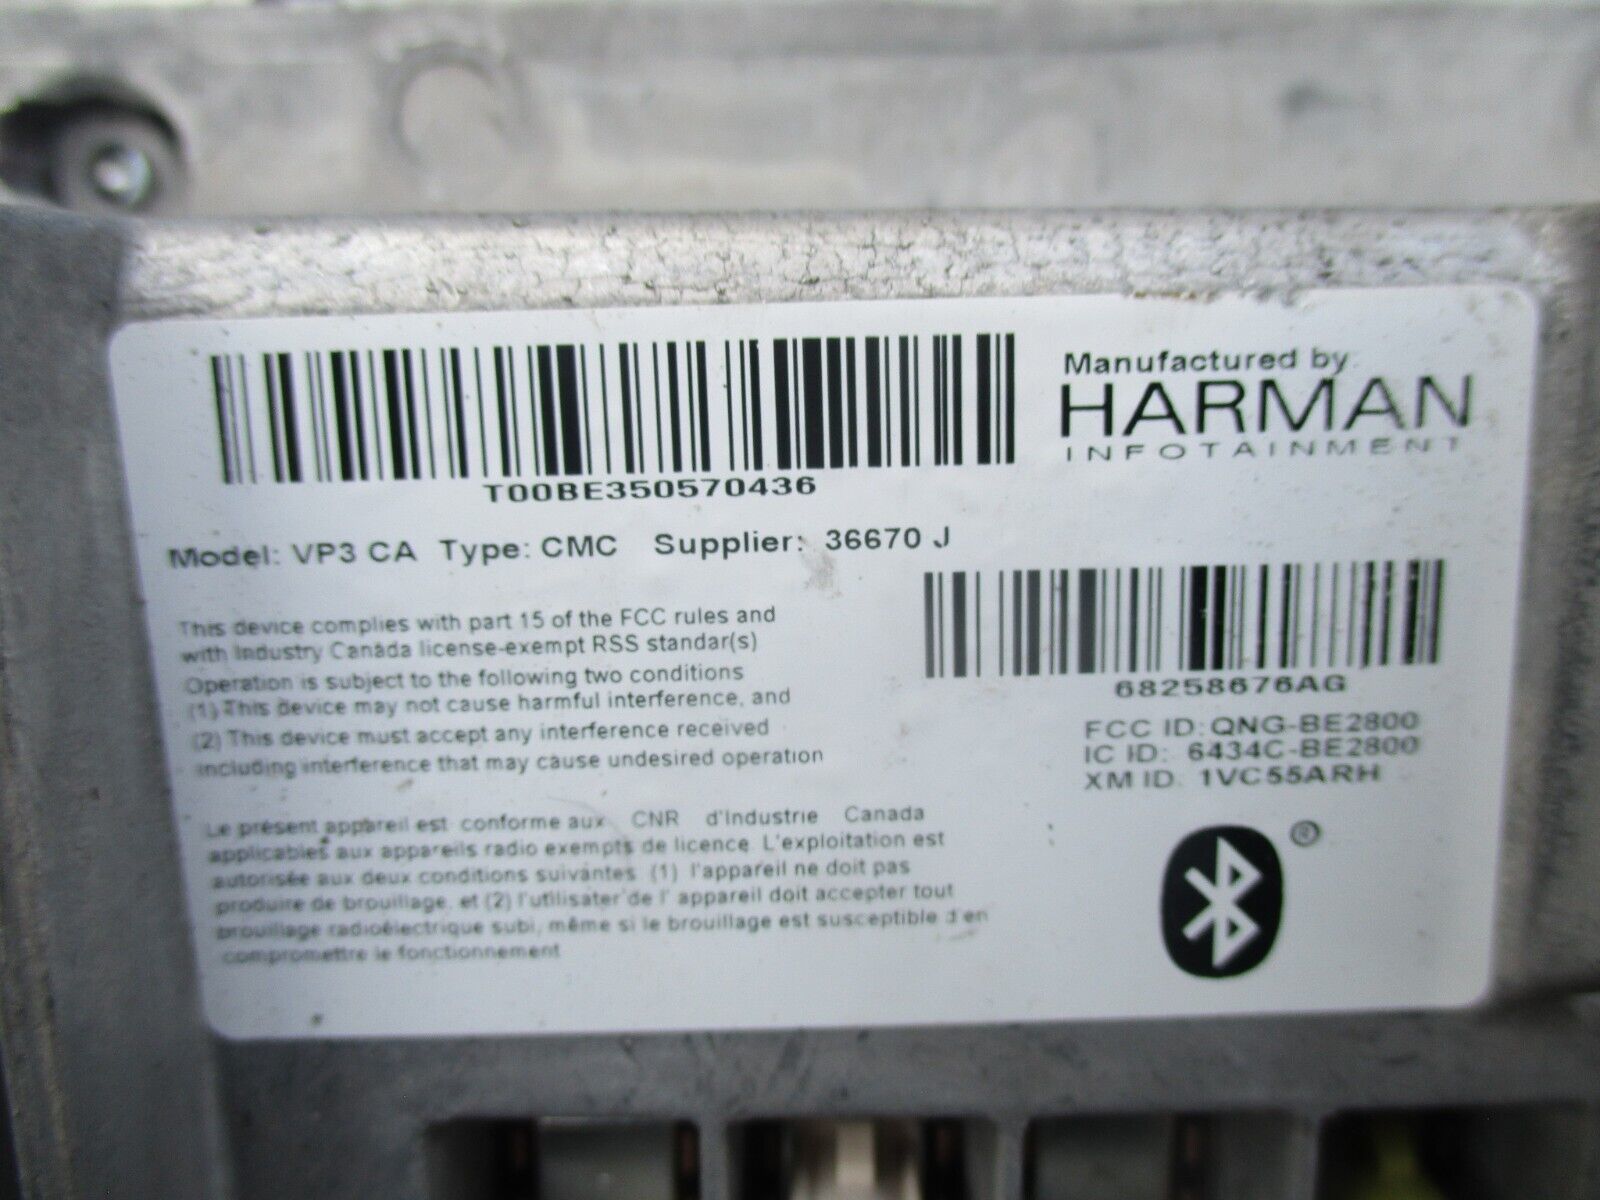 Manufactured by:
HARMAN
INFOTAINMENT
T00BE350570436
Model: VP3 CA Type: CMC Supplier: 36670 J
This device complies with part 15 of the FCC rules and
with Industry Canada license-exempt RSS standar(s)
Operation is subject to the following two conditions
(1) This device may not cause harmful interference, and
(2) This device must accept any interference received
including interference that may cause undesired operation
68258676AG
FCC ID: QNG-BE2800
IC ID: 6434C-BE2800
XM ID. 1VC55ARH
Le présent appareil est conforme aux CNR d'Industrie Canada
applicables aux appareils radio exempts de licence. L'exploitation est
autorisée aux deux conditions suivantes (1) l'appareil ne doit pas
produire de brouillage, et (2) l'utilisater de l' appareil doit accepter tout
brouillage radioélectrique subi, même si le brouillage est susceptible d'en
compromettre le fonctionnement
®